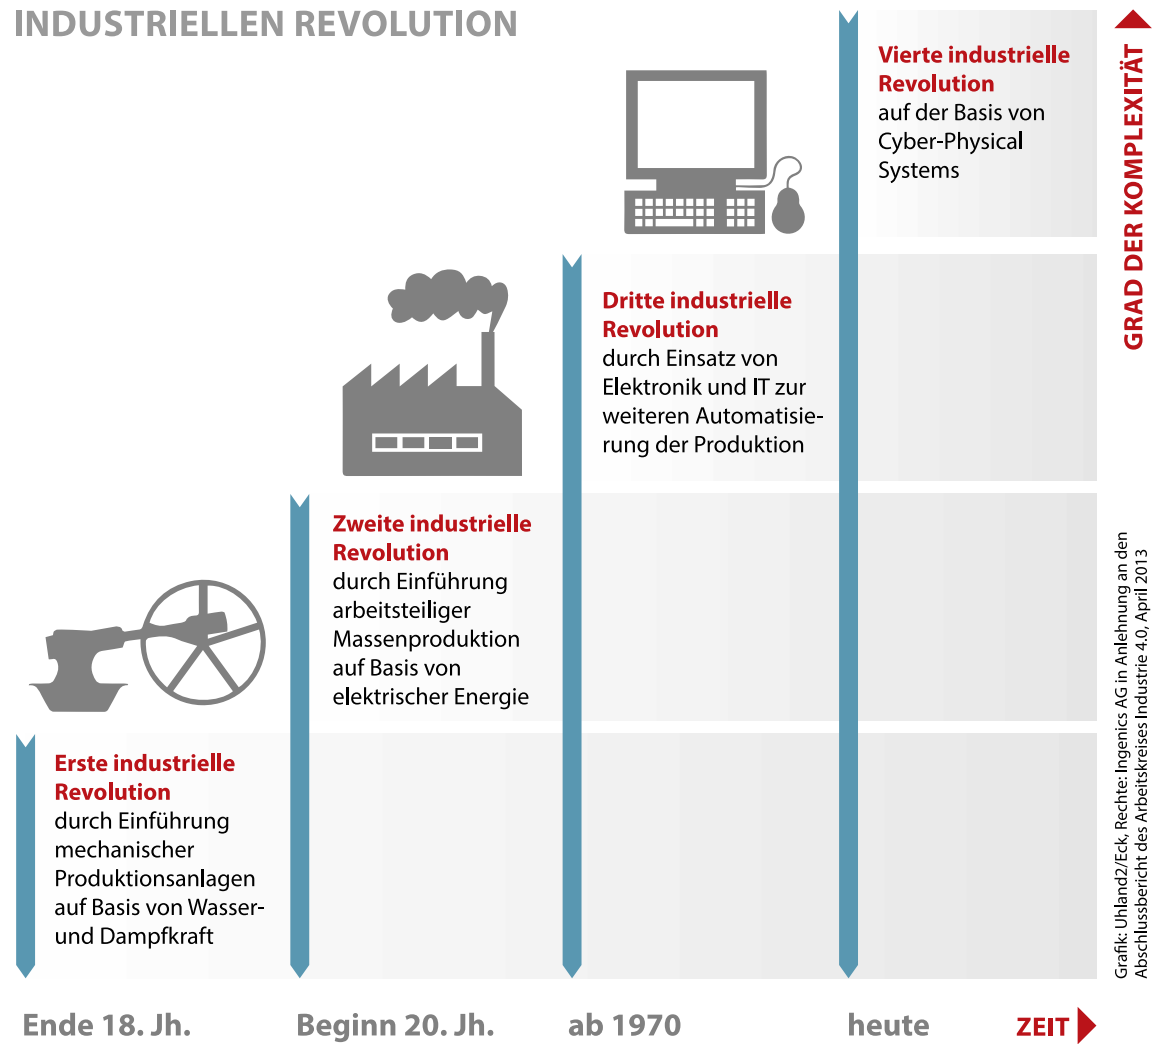 INDUSTRIELLEN REVOLUTION
Vierte industrielle
Revolution
auf der Basis von
Cyber-Physical
Systems
GRAD DER KOMPLEXITÄT
Dritte industrielle
Revolution
durch Einsatz von
Elektronik und IT zur
weiteren Automatisie-
rung der Produktion
Zweite industrielle
Revolution
durch Einführung
arbeitsteiliger
Massenproduktion
auf Basis von
elektrischer Energie
Erste industrielle
Revolution
durch Einführung
mechanischer
Produktionsanlagen
auf Basis von Wasser-
und Dampfkraft
Grafik: Uhland2/Eck, Rechte: Ingenics AG in Anlehnung an den
Abschlussbericht des Arbeitskreises Industrie 4.0, April 2013
Ende 18. Jh.
Beginn 20. Jh.
ab 1970
heute
ZEIT